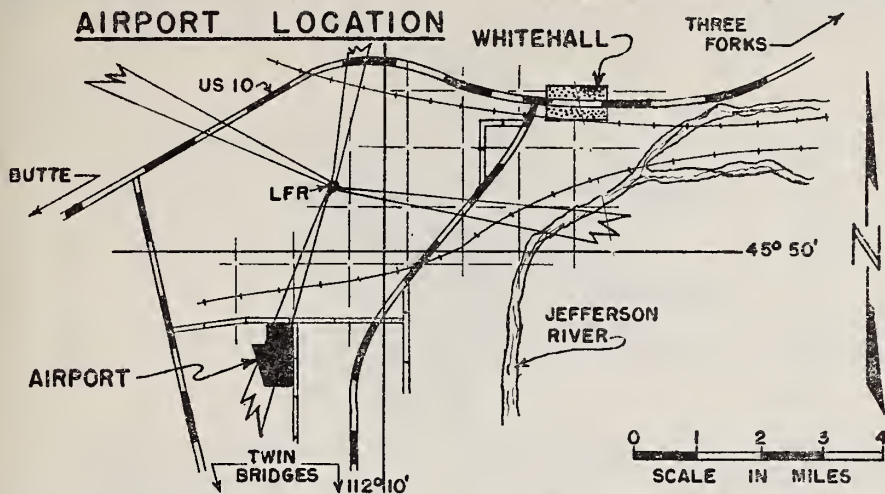 AIRPORT LOCATION
WHITEHALL
THREE
FORKS
US 10
BUTTE
LFR
45° 50'
N
JEFFERSON
RIVER
AIRPORT
TWIN
BRIDGES
112° 10'
0 1 2 3 4
SCALE IN MILES